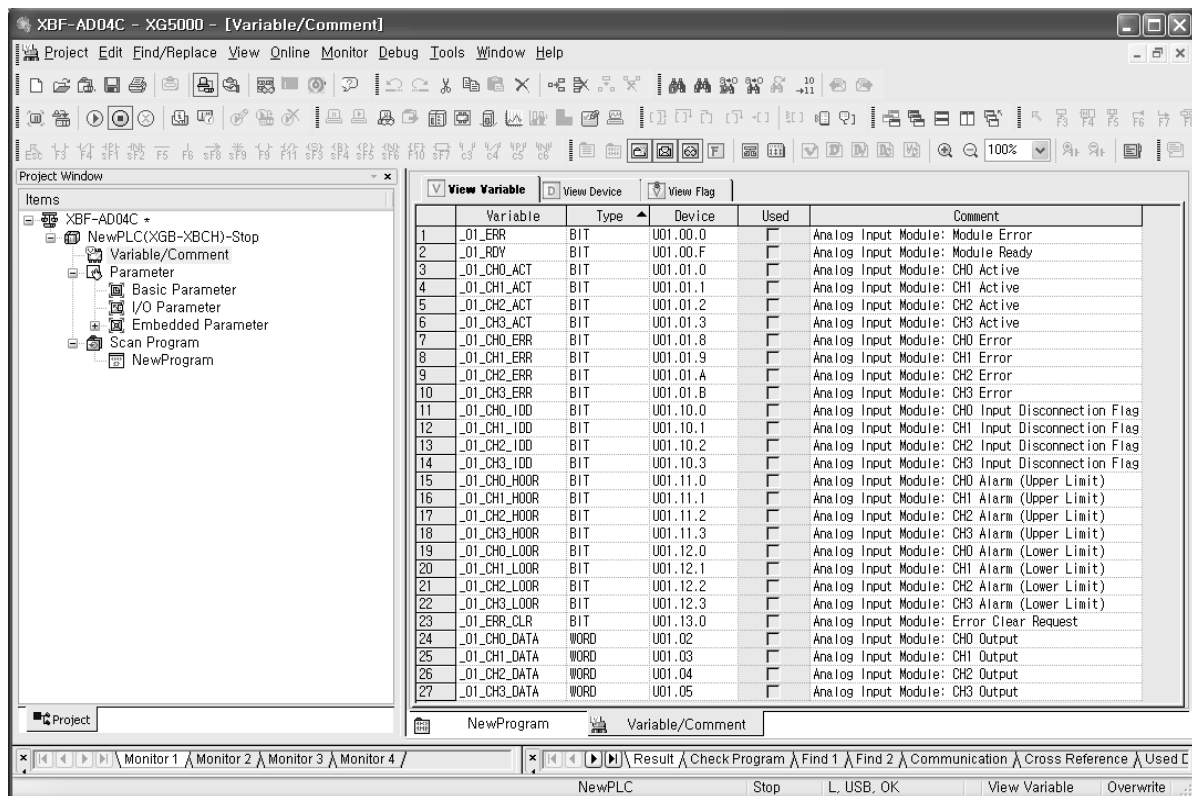 XBF-AD04C - XG5000 - [Variable/Comment]
Project Edit Find/Replace View Online Monitor Debug Tools Window Help
100%
Project Window
Items
XBF-AD04C *
NewPLC(XGB-XBCH)-Stop
Variable/Comment
Parameter
Basic Parameter
I/O Parameter
Embedded Parameter
Scan Program
NewProgram
Project
V View Variable D View Device View Flag
Variable Type Device Used Comment
1 _01_ERR BIT U01.00.0 Analog Input Module: Module Error
2 _01_RDY BIT U01.00.F Analog Input Module: Module Ready
3 _01_CH0_ACT BIT U01.01.0 Analog Input Module: CH0 Active
4 _01_CH1_ACT BIT U01.01.1 Analog Input Module: CH1 Active
5 _01_CH2_ACT BIT U01.01.2 Analog Input Module: CH2 Active
6 _01_CH3_ACT BIT U01.01.3 Analog Input Module: CH3 Active
7 _01_CH0_ERR BIT U01.01.8 Analog Input Module: CH0 Error
8 _01_CH1_ERR BIT U01.01.9 Analog Input Module: CH1 Error
9 _01_CH2_ERR BIT U01.01.A Analog Input Module: CH2 Error
10 _01_CH3_ERR BIT U01.01.B Analog Input Module: CH3 Error
11 _01_CH0_IDD BIT U01.10.0 Analog Input Module: CH0 Input Disconnection Flag
12 _01_CH1_IDD BIT U01.10.1 Analog Input Module: CH1 Input Disconnection Flag
13 _01_CH2_IDD BIT U01.10.2 Analog Input Module: CH2 Input Disconnection Flag
14 _01_CH3_IDD BIT U01.10.3 Analog Input Module: CH3 Input Disconnection Flag
15 _01_CH0_HOOR BIT U01.11.0 Analog Input Module: CH0 Alarm (Upper Limit)
16 _01_CH1_HOOR BIT U01.11.1 Analog Input Module: CH1 Alarm (Upper Limit)
17 _01_CH2_HOOR BIT U01.11.2 Analog Input Module: CH2 Alarm (Upper Limit)
18 _01_CH3_HOOR BIT U01.11.3 Analog Input Module: CH3 Alarm (Upper Limit)
19 _01_CH0_LOOR BIT U01.12.0 Analog Input Module: CH0 Alarm (Lower Limit)
20 _01_CH1_LOOR BIT U01.12.1 Analog Input Module: CH1 Alarm (Lower Limit)
21 _01_CH2_LOOR BIT U01.12.2 Analog Input Module: CH2 Alarm (Lower Limit)
22 _01_CH3_LOOR BIT U01.12.3 Analog Input Module: CH3 Alarm (Lower Limit)
23 _01_ERR_CLR BIT U01.13.0 Analog Input Module: Error Clear Request
24 _01_CH0_DATA WORD U01.02 Analog Input Module: CH0 Output
25 _01_CH1_DATA WORD U01.03 Analog Input Module: CH1 Output
26 _01_CH2_DATA WORD U01.04 Analog Input Module: CH2 Output
27 _01_CH3_DATA WORD U01.05 Analog Input Module: CH3 Output
NewProgram Variable/Comment
Monitor 1 Monitor 2 Monitor 3 Monitor 4
Result Check Program Find 1 Find 2 Communication Cross Reference Used
NewPLC Stop L, USB, OK View Variable Overwrite